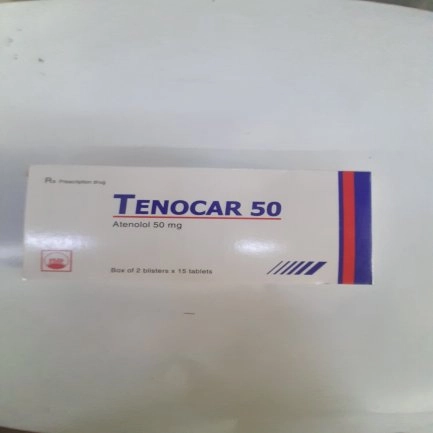 Rx Prescription drug
TENOCAR 50
Atenolol 50 mg
Box of 2 blisters x 15 tablets